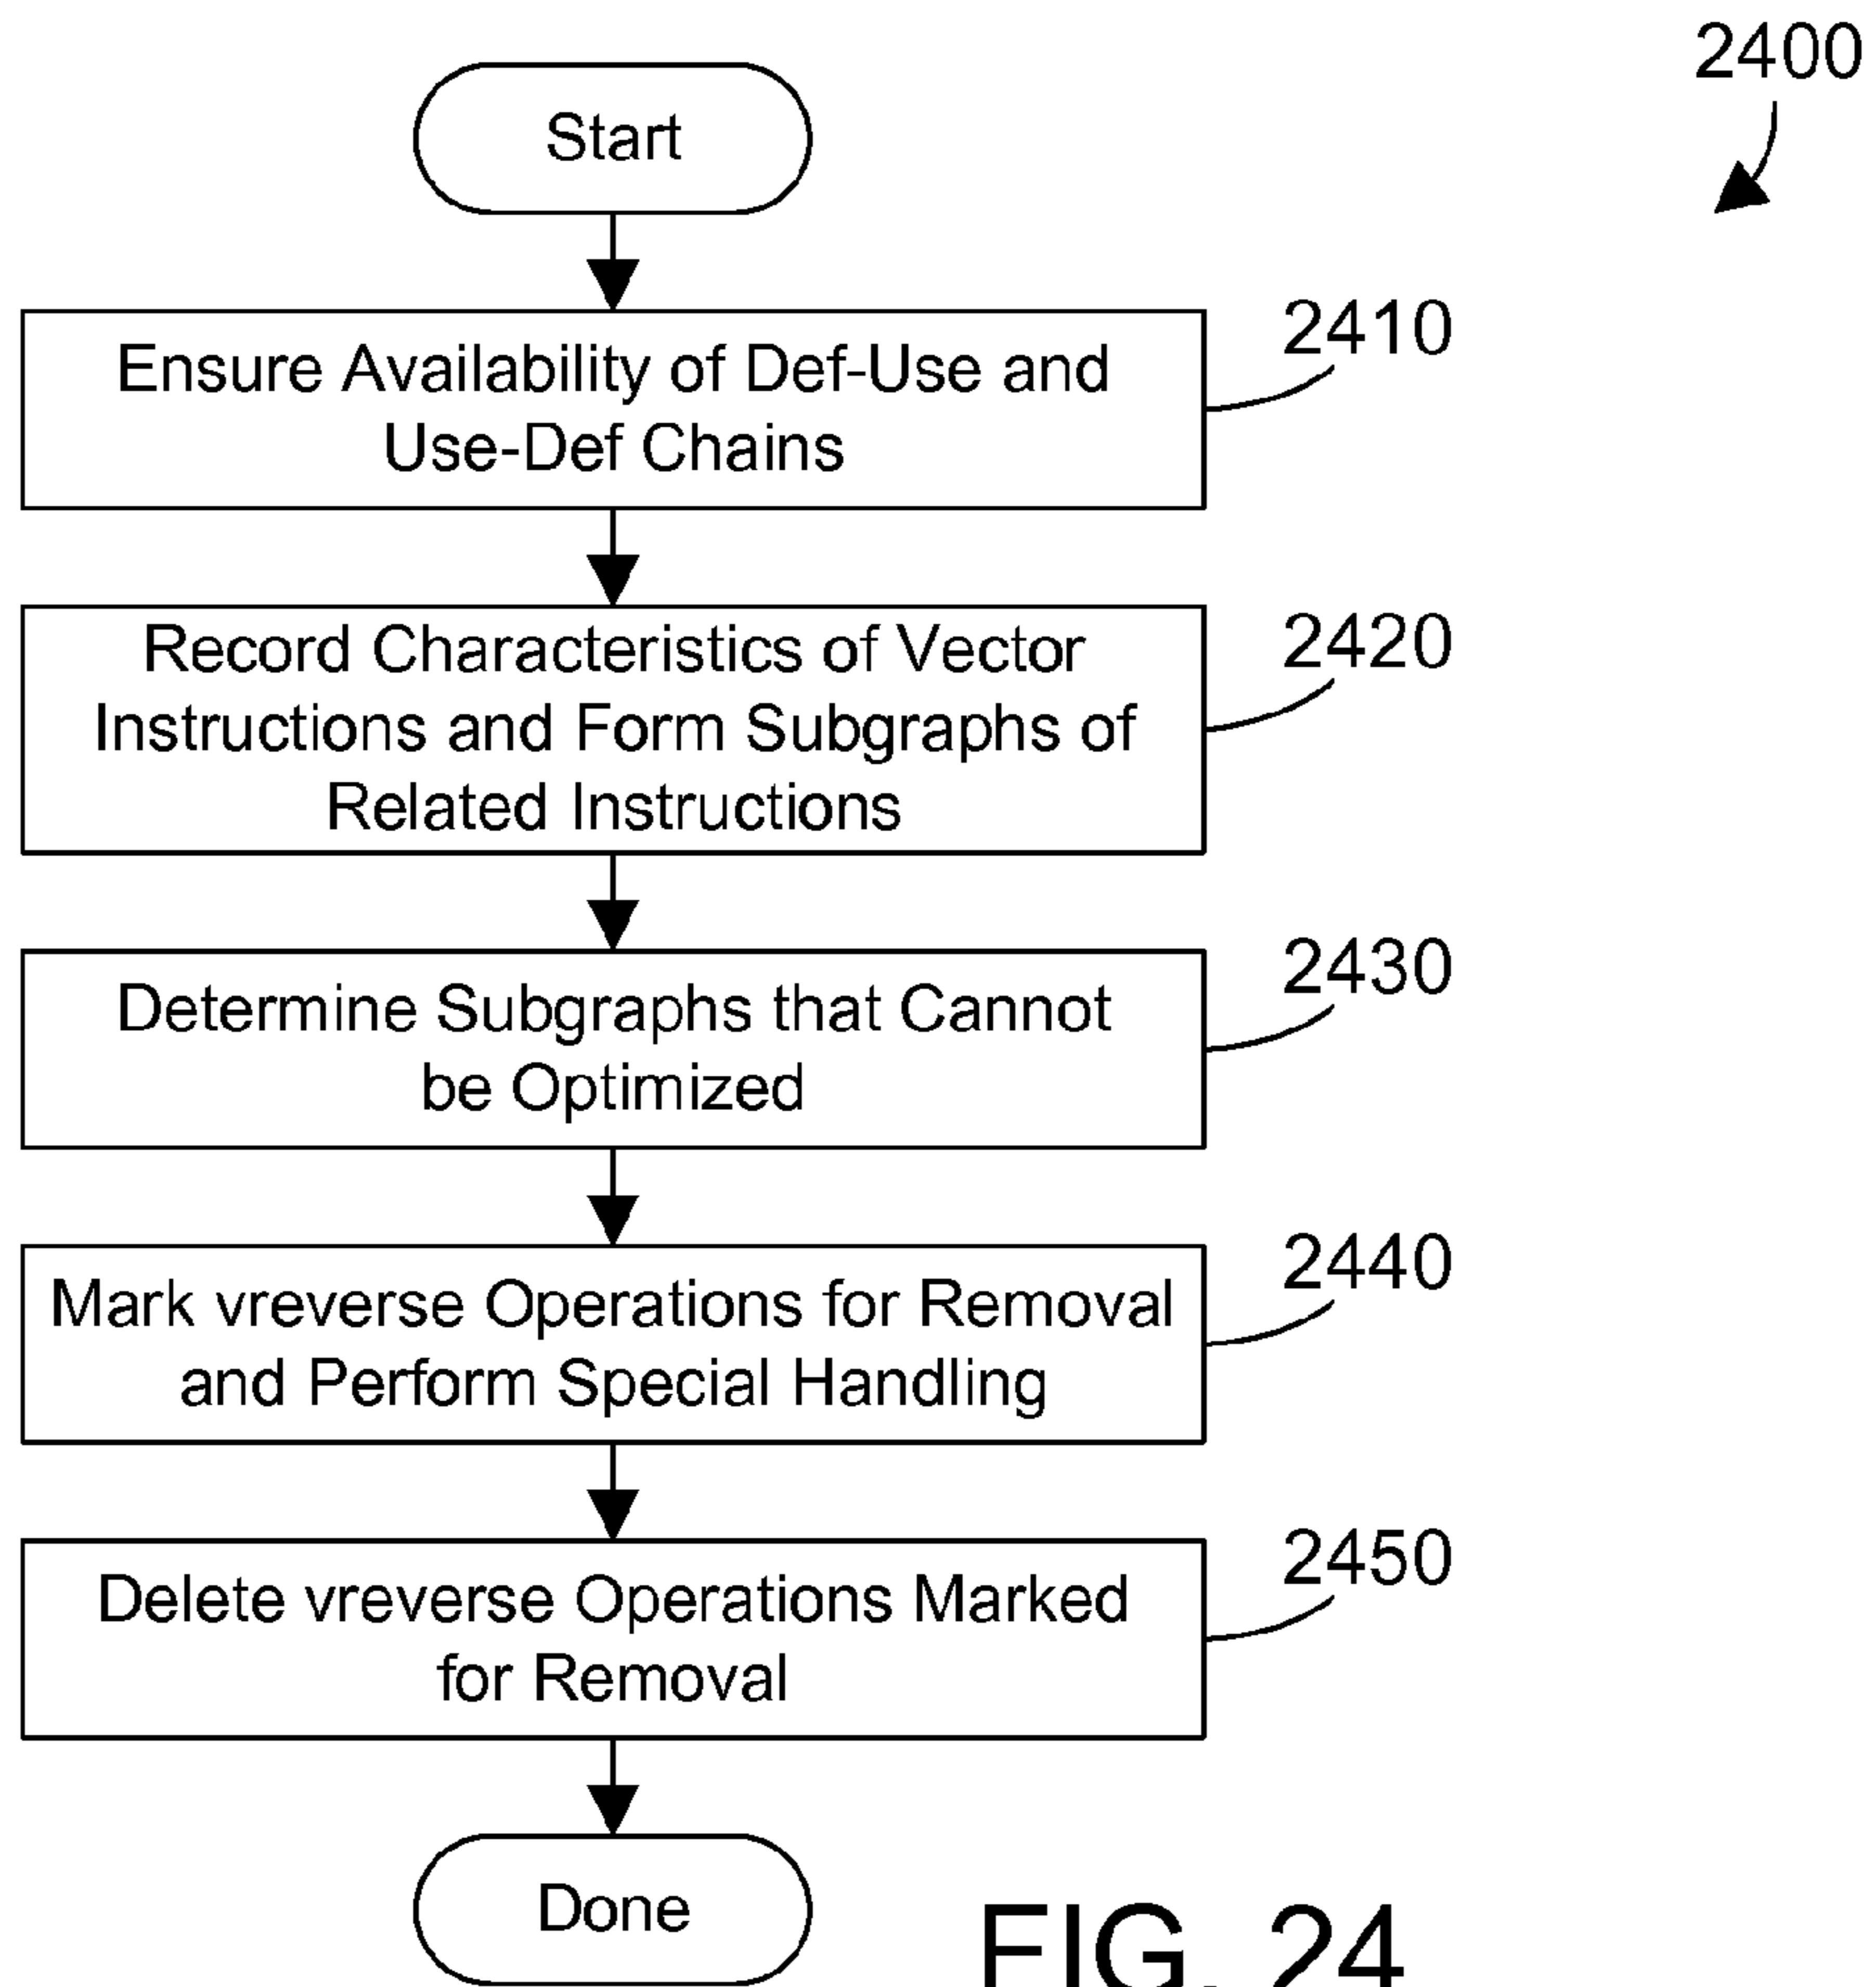 2400
Start
Ensure Availability of Def-Use and
Use-Def Chains
2410
Record Characteristics of Vector
Instructions and Form Subgraphs of
Related Instructions
2420
Determine Subgraphs that Cannot
be Optimized
2430
Mark vreverse Operations for Removal
and Perform Special Handling
2440
Delete vreverse Operations Marked
for Removal
2450
Done
FIG. 24